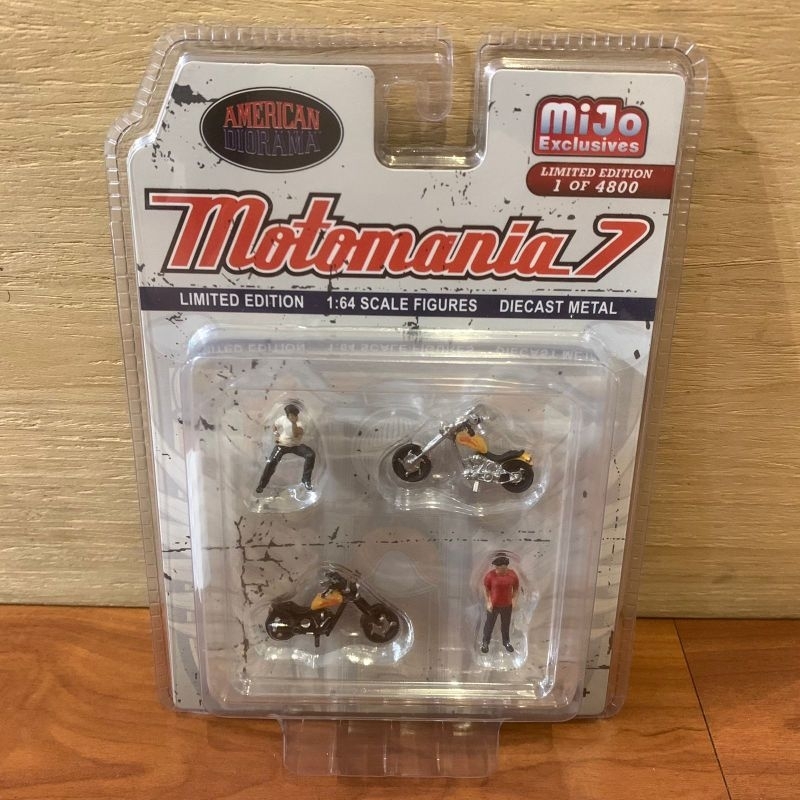 AMERICAN
DIORAMA
MiJo
Exclusives
LIMITED EDITION
1 OF 4800
Motomania 7
LIMITED EDITION 1:64 SCALE FIGURES DIECAST METAL